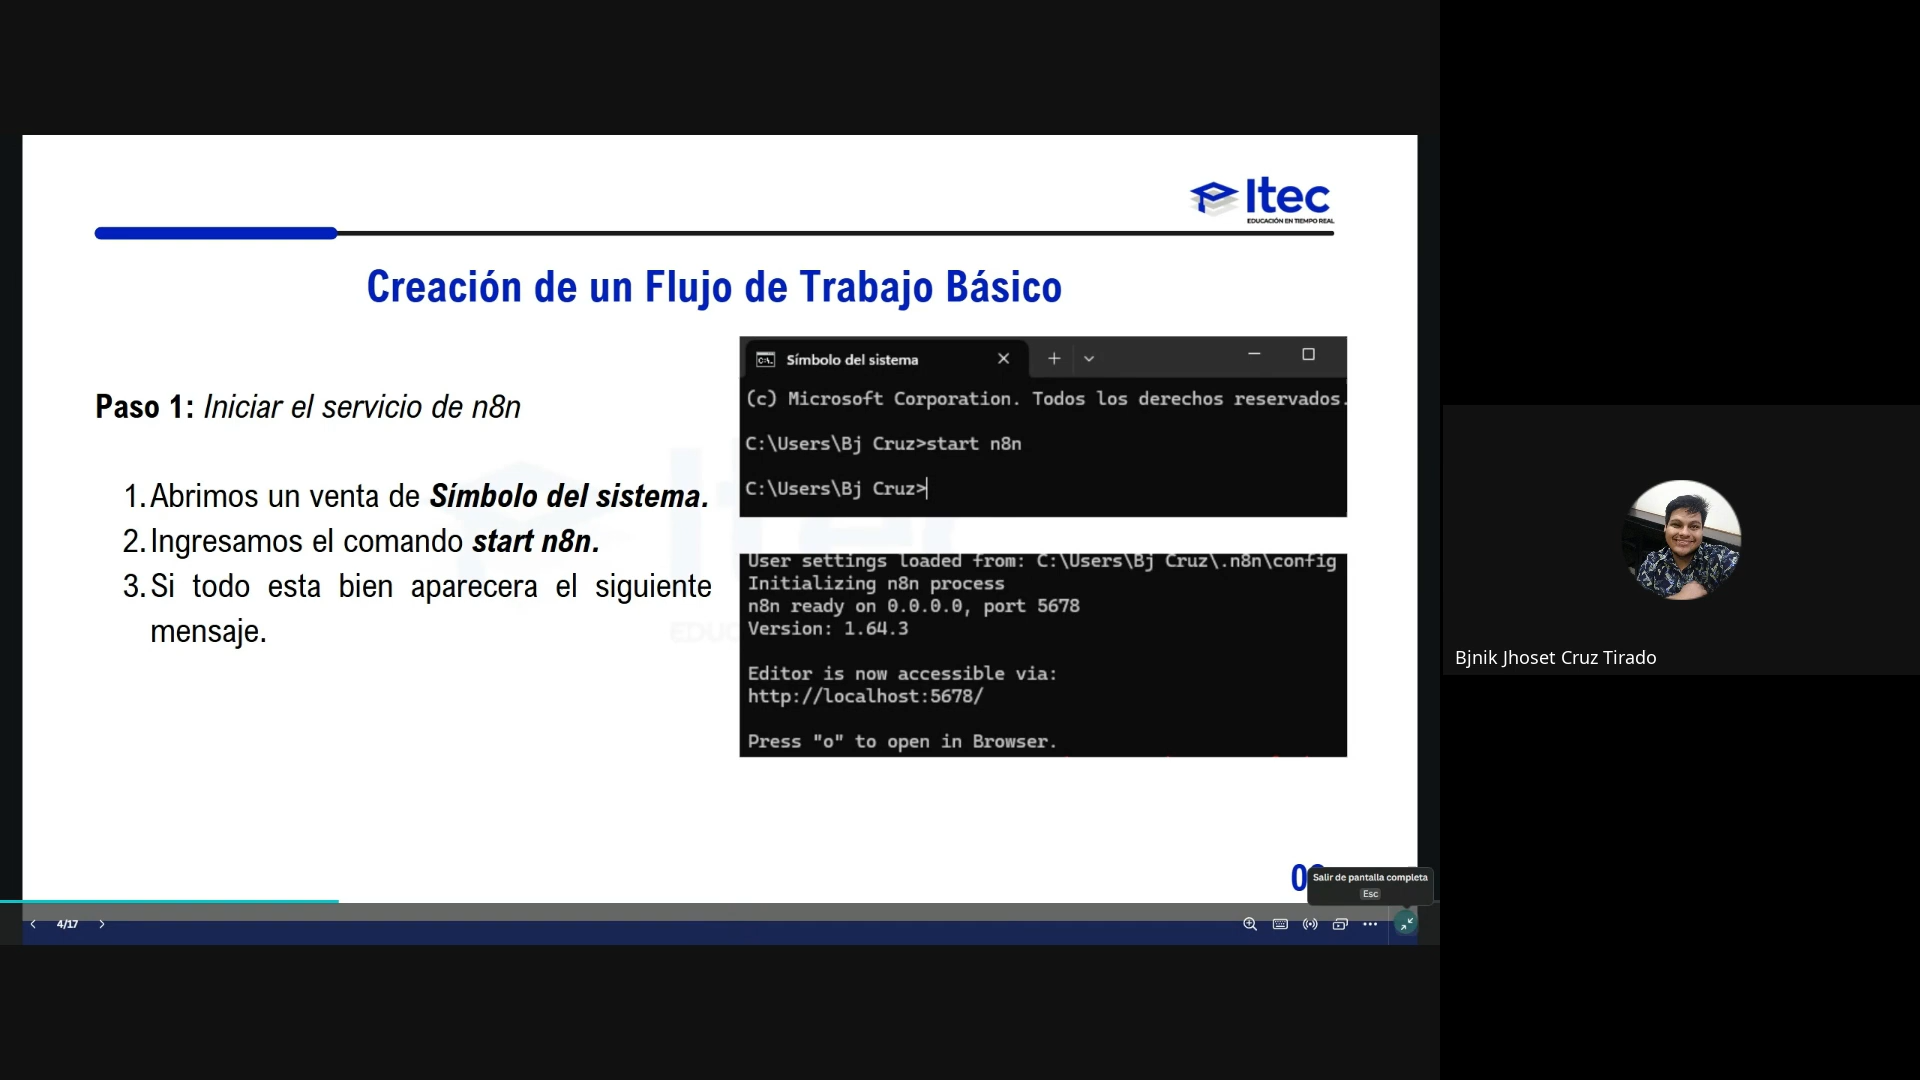 Itec
EDUCACIÓN EN TIEMPO REAL
Creación de un Flujo de Trabajo Básico
Paso 1: Iniciar el servicio de n8n
1. Abrimos un venta de Símbolo del sistema.
2. Ingresamos el comando start n8n.
3. Si todo esta bien aparecera el siguiente
mensaje.
Símbolo del sistema
(c) Microsoft Corporation. Todos los derechos reservados.
C:\Users\Bj Cruz>start n8n
C:\Users\Bj Cruz>
User settings loaded from: C:\Users\Bj Cruz\.n8n\config
Initializing n8n process
n8n ready on 0.0.0.0, port 5678
Version: 1.64.3
Editor is now accessible via:
http://localhost:5678/
Press "o" to open in Browser.
Salir de pantalla completa
Esc
4/17
Bjnik Jhoset Cruz Tirado